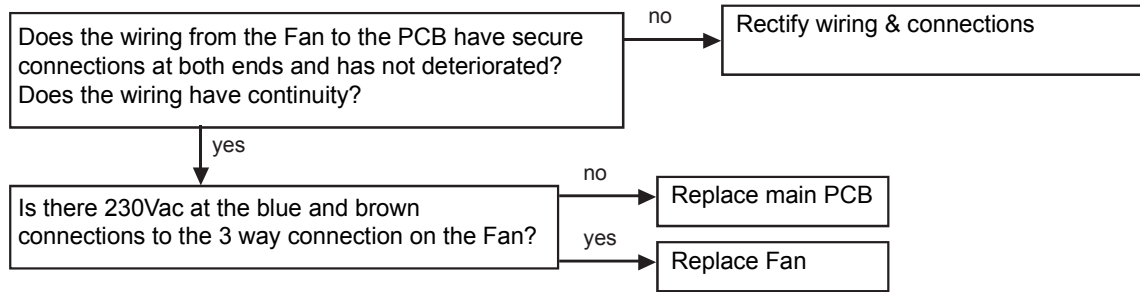 Does the wiring from the Fan to the PCB have secure
connections at both ends and has not deteriorated?
Does the wiring have continuity?
no
Rectify wiring & connections
yes
Is there 230Vac at the blue and brown
connections to the 3 way connection on the Fan?
no
Replace main PCB
yes
Replace Fan